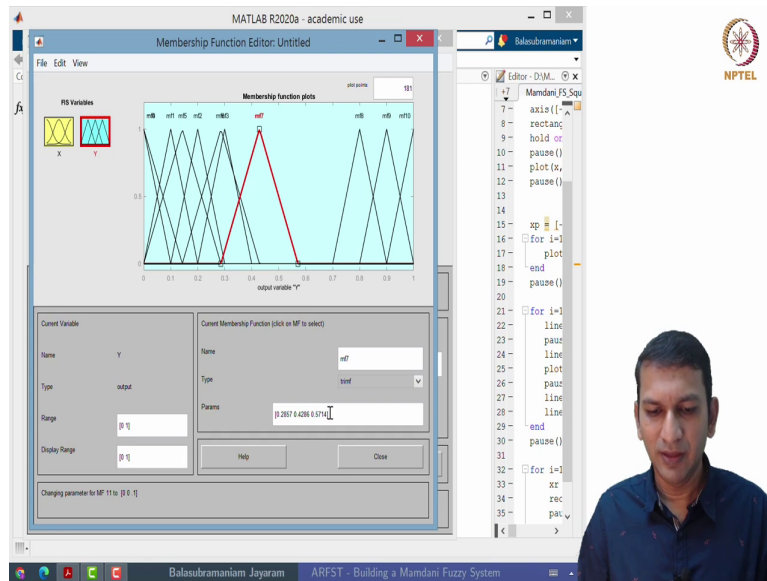 MATLAB R2020a - academic use
Membership Function Editor: Untitled
Balasubramaniam
File Edit View
Editor - D:\M...
NPTEL
FIS Variables
plot points
181
+7 Mamdani_FS_Squ
Membership function plots
fx
mf1 mf5 mf2 mf7 mf8 mf9 mf10
X Y
1
0.5
0
0 0.1 0.2 0.3 0.4 0.5 0.6 0.7 0.8 0.9 1
output variable "Y"
7 - axis([-
8 - rectang
9 - hold on
10 - pause()
11 - plot(x,
12 - pause()
13
14
15 - xp = [-
16 - for i=1
17 - plot
18 - end
19 - pause()
20
21 - for i=1
22 - line
23 - paus
24 - line
25 - plot
26 - paus
27 - line
28 - line
29 - end
30 - pause()
31
32 - for i=1
33 - xr
34 - rec
35 - pau
Current Variable
Name Y
Type output
Range [0 1]
Display Range [0 1]
Current Membership Function (click on MF to select)
Name mf7
Type trimf
Params [0.2857 0.4286 0.5714]
Help Close
Changing parameter for MF 11 to [0 0 .1]
Balasubramaniam Jayaram ARFST - Building a Mamdani Fuzzy System